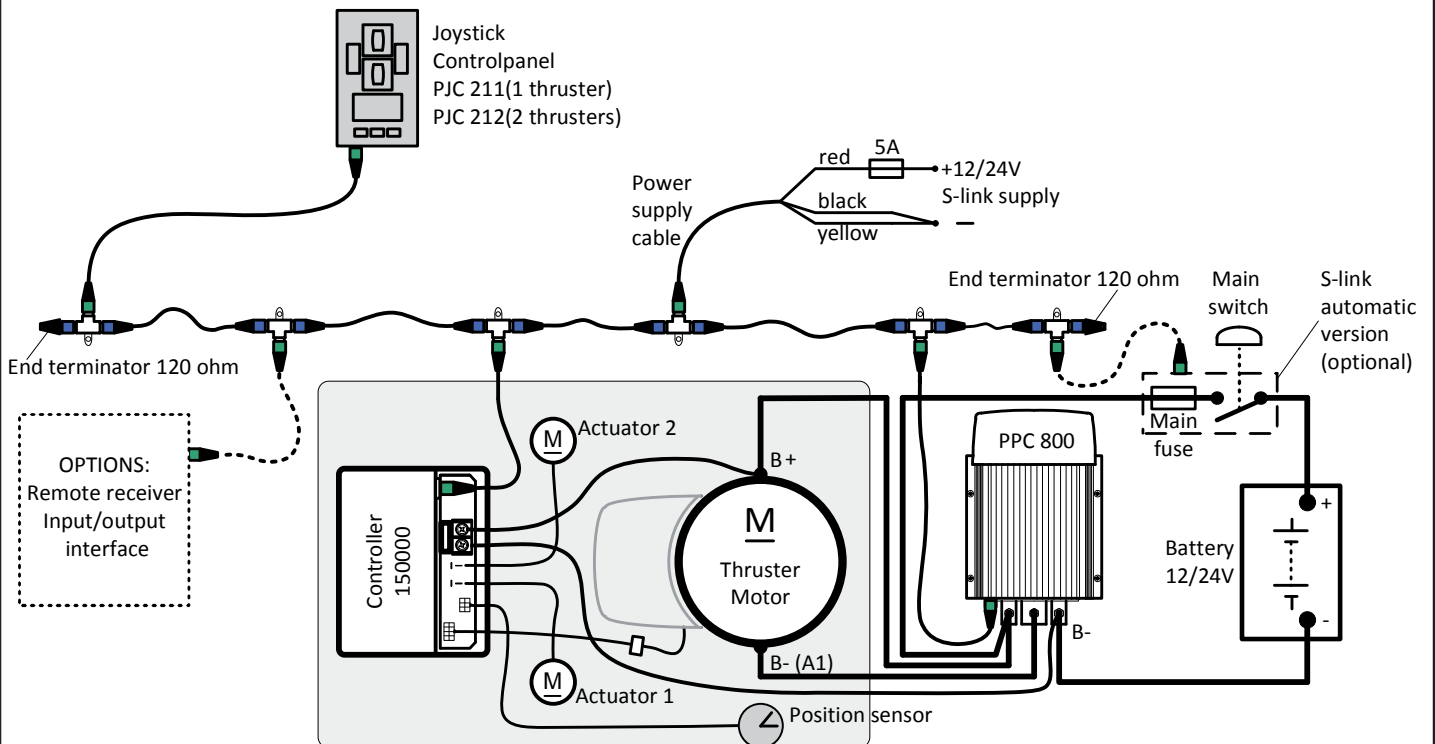 Joystick
Controlpanel
PJC 211(1 thruster)
PJC 212(2 thrusters)
red
5A
+12/24V
S-link supply
black
yellow
—
Power
supply
cable
End terminator 120 ohm
Main
switch
S-link
automatic
version
(optional)
End terminator 120 ohm
OPTIONS:
Remote receiver
Input/output
interface
Main
fuse
M
Actuator 2
PPC 800
B+
Controller
150000
M
Thruster
Motor
Battery
12/24V
+
-
B-
B- (A1)
M
Actuator 1
Position sensor